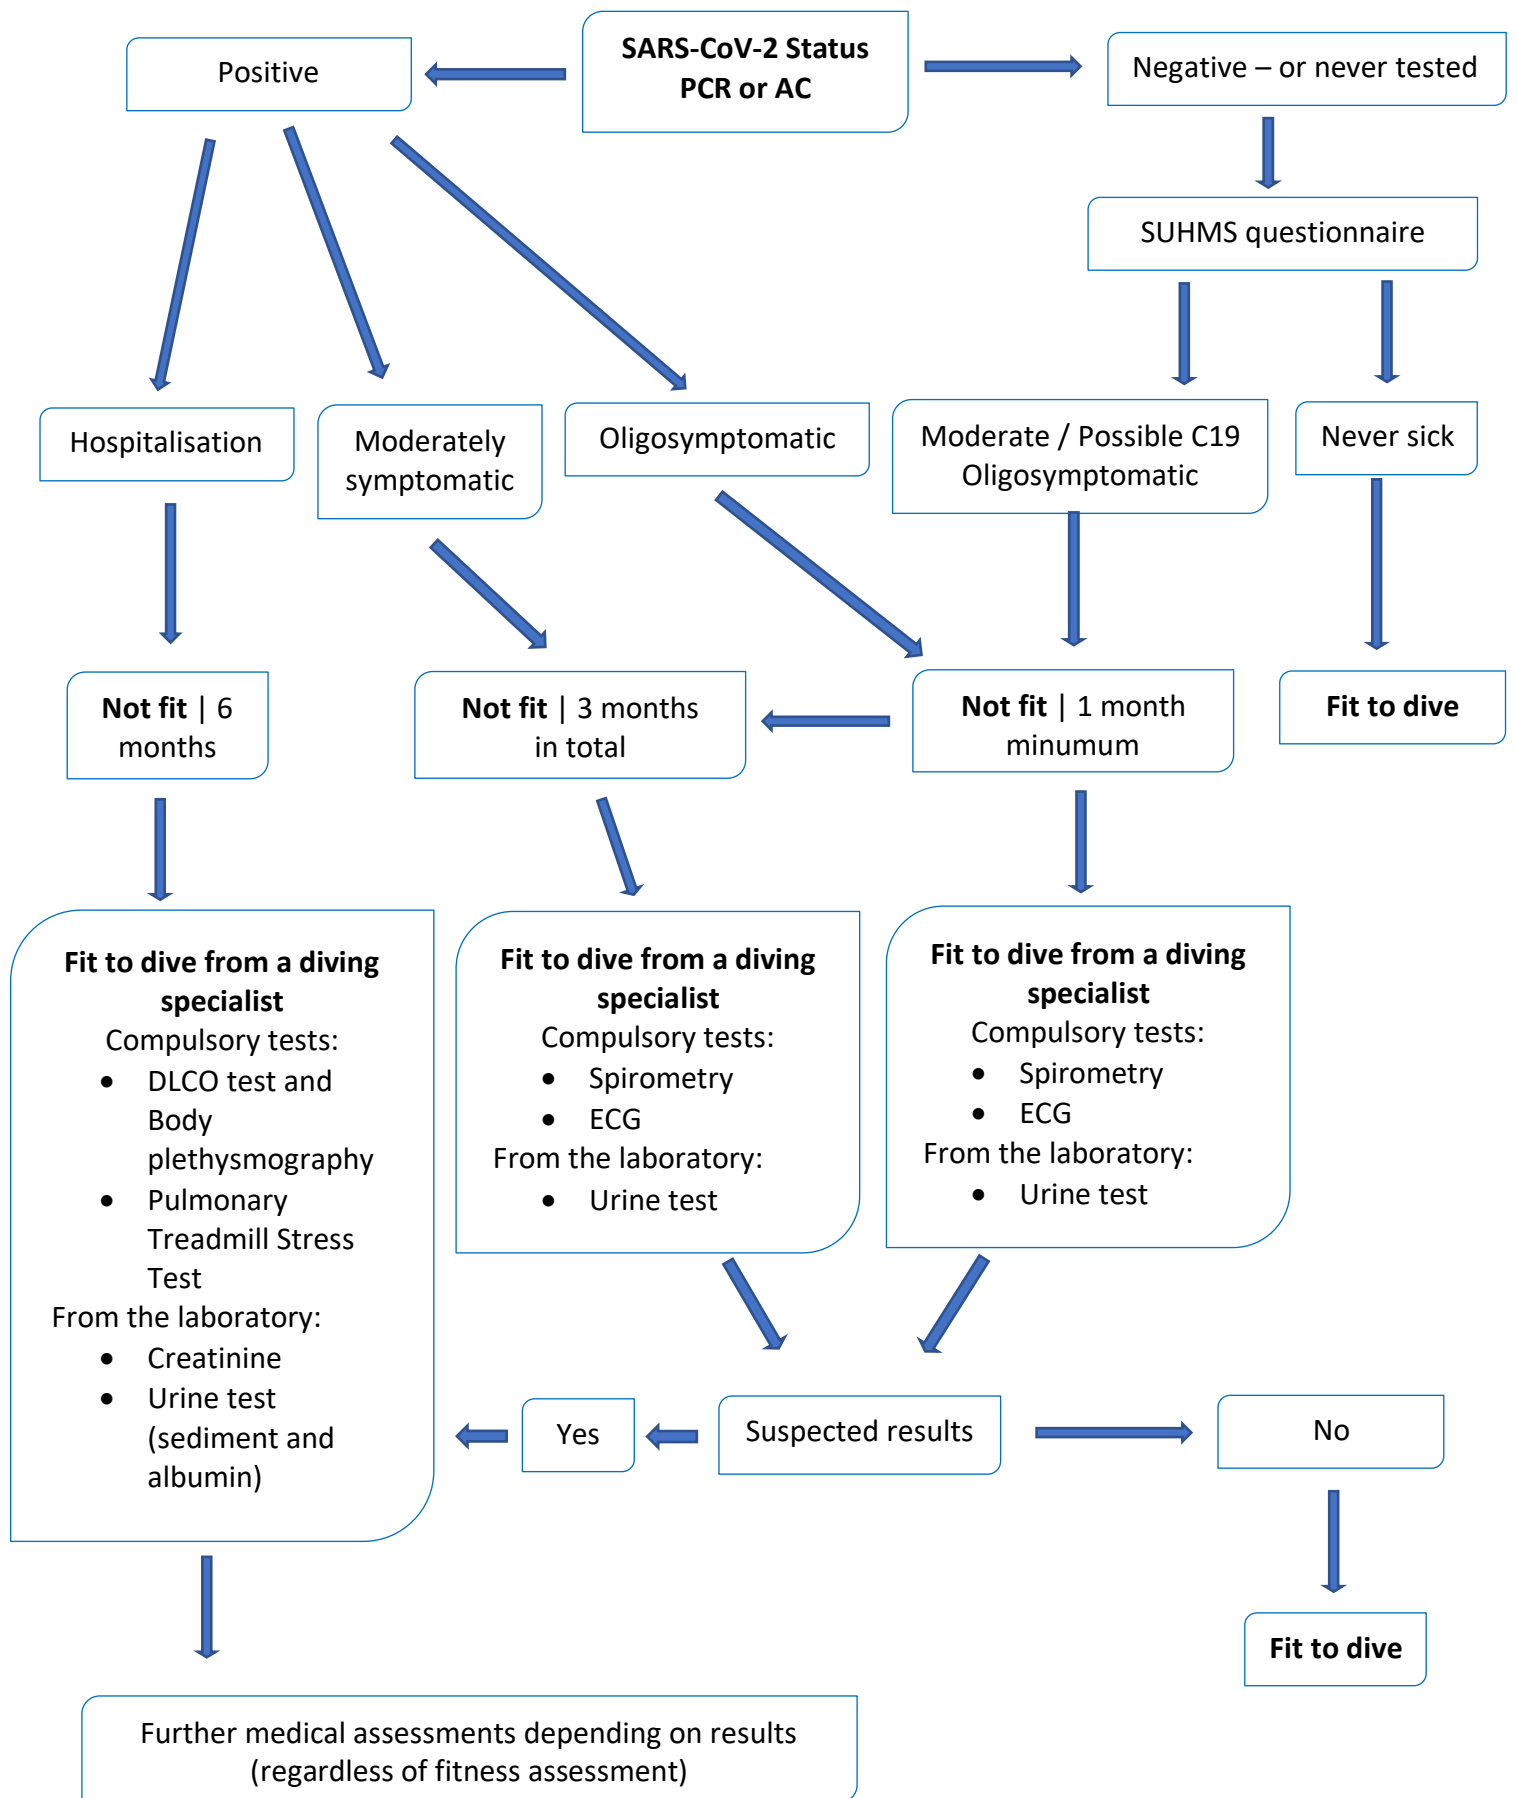 SARS-CoV-2 Status
PCR or AC
Positive
Negative – or never tested
SUHMS questionnaire
Hospitalisation
Moderately
symptomatic
Oligosymptomatic
Moderate / Possible C19
Oligosymptomatic
Never sick
Not fit | 6
months
Not fit | 3 months
in total
Not fit | 1 month
minumum
Fit to dive
Fit to dive from a diving
specialist
Compulsory tests:
• DLCO test and
Body
plethysmography
• Pulmonary
Treadmill Stress
Test
From the laboratory:
• Creatinine
• Urine test
(sediment and
albumin)
Fit to dive from a diving
specialist
Compulsory tests:
• Spirometry
• ECG
From the laboratory:
• Urine test
Fit to dive from a diving
specialist
Compulsory tests:
• Spirometry
• ECG
From the laboratory:
• Urine test
Yes
Suspected results
No
Fit to dive
Further medical assessments depending on results
(regardless of fitness assessment)